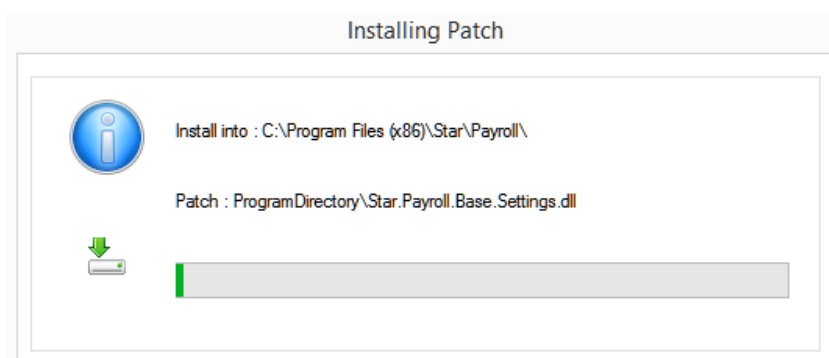 Installing Patch
Install into : C:\Program Files (x86)\Star\Payroll\
Patch : ProgramDirectory\Star.Payroll.Base.Settings.dll